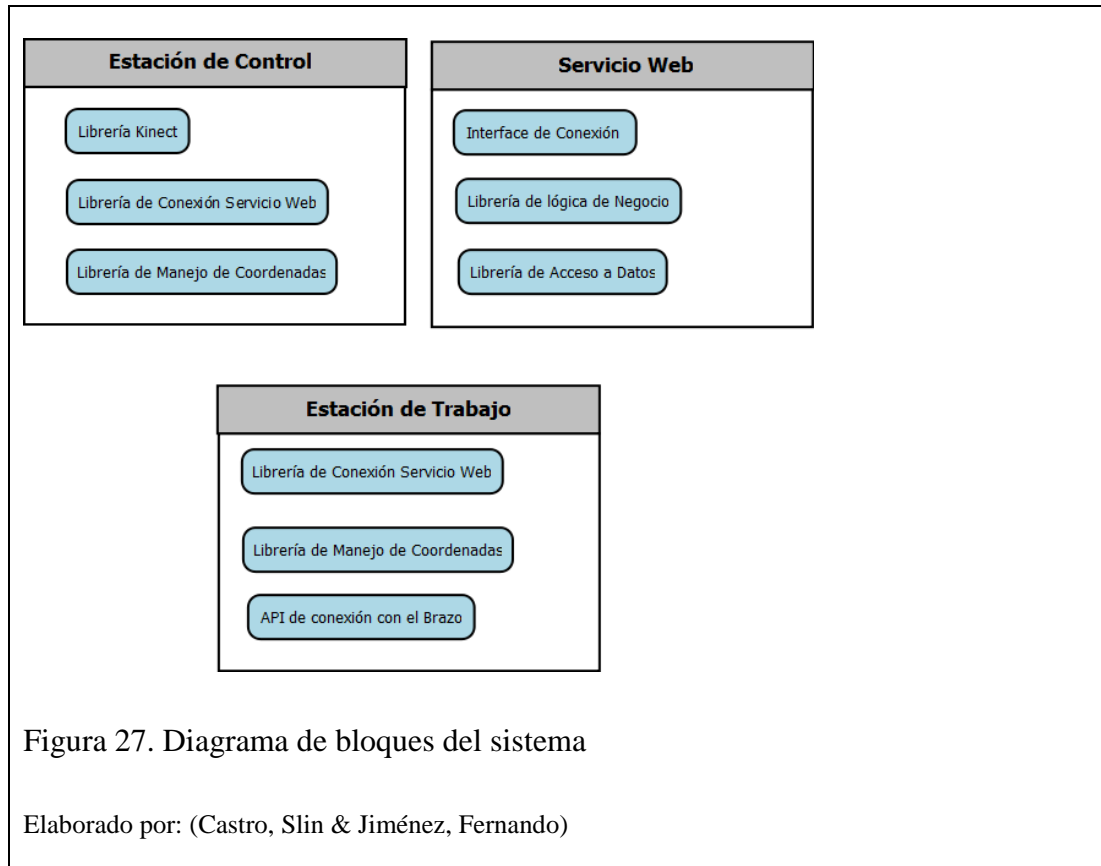 Estación de Control
Librería Kinect
Librería de Conexión Servicio Web
Librería de Manejo de Coordenadas
Servicio Web
Interface de Conexión
Librería de lógica de Negocio
Librería de Acceso a Datos
Estación de Trabajo
Librería de Conexión Servicio Web
Librería de Manejo de Coordenadas
API de conexión con el Brazo
Figura 27. Diagrama de bloques del sistema
Elaborado por: (Castro, Slin & Jiménez, Fernando)